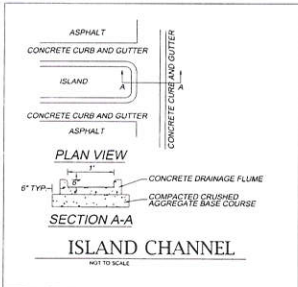 ASPHALT
CONCRETE CURB AND GUTTER
ISLAND
A
A
CONCRETE CURB AND GUTTER
CONCRETE CURB AND GUTTER
ASPHALT
PLAN VIEW
1'
6"
6" TYP.
CONCRETE DRAINAGE FLUME
COMPACTED CRUSHED
AGGREGATE BASE COURSE
SECTION A-A
ISLAND CHANNEL
NOT TO SCALE